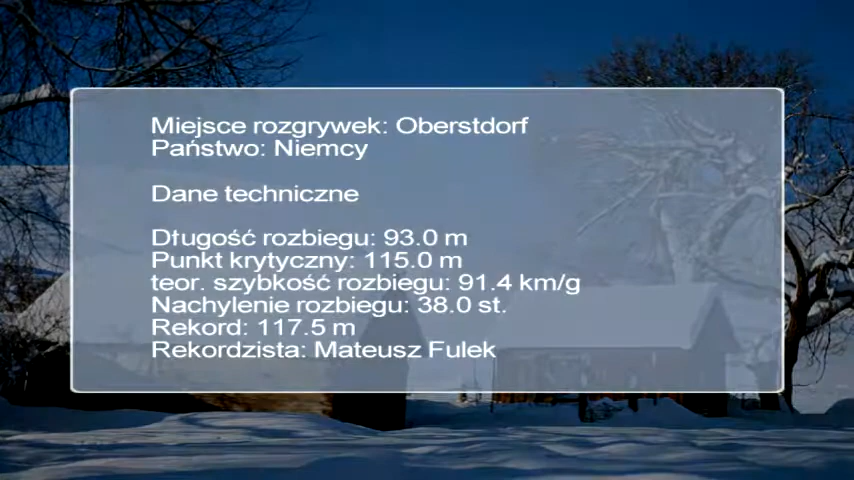 Miejsce rozgrywek: Oberstdorf
Państwo: Niemcy
Dane techniczne
Długość rozbiegu: 93.0 m
Punkt krytyczny: 115.0 m
teor. szybkość rozbiegu: 91.4 km/g
Nachylenie rozbiegu: 38.0 st.
Rekord: 117.5 m
Rekordzista: Mateusz Fulek